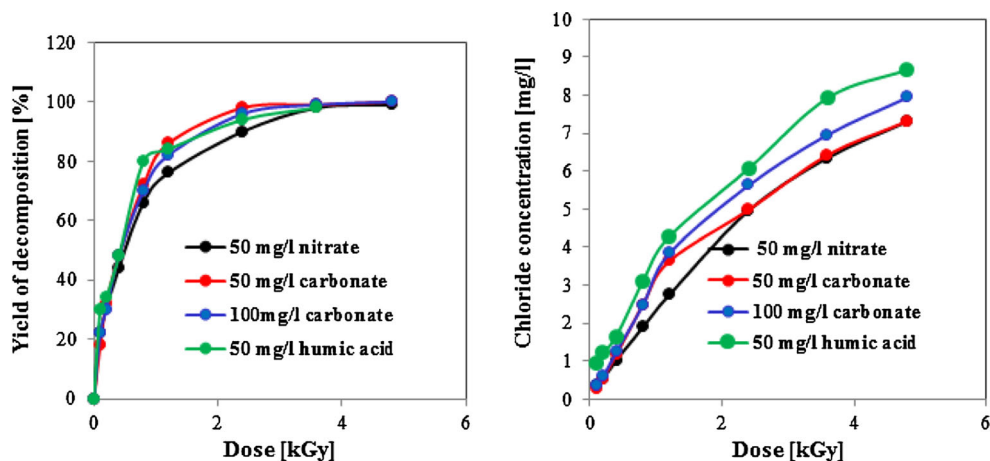 120
100
80
60
40
20
0
0
2
4
6
Yield of decomposition [%]
Dose [kGy]
50 mg/l nitrate
50 mg/l carbonate
100mg/l carbonate
50 mg/l humic acid
10
9
8
7
6
5
4
3
2
1
0
0
2
4
6
Chloride concentration [mg/l]
Dose [kGy]
50 mg/l nitrate
50 mg/l carbonate
100 mg/l carbonate
50 mg/l humic acid